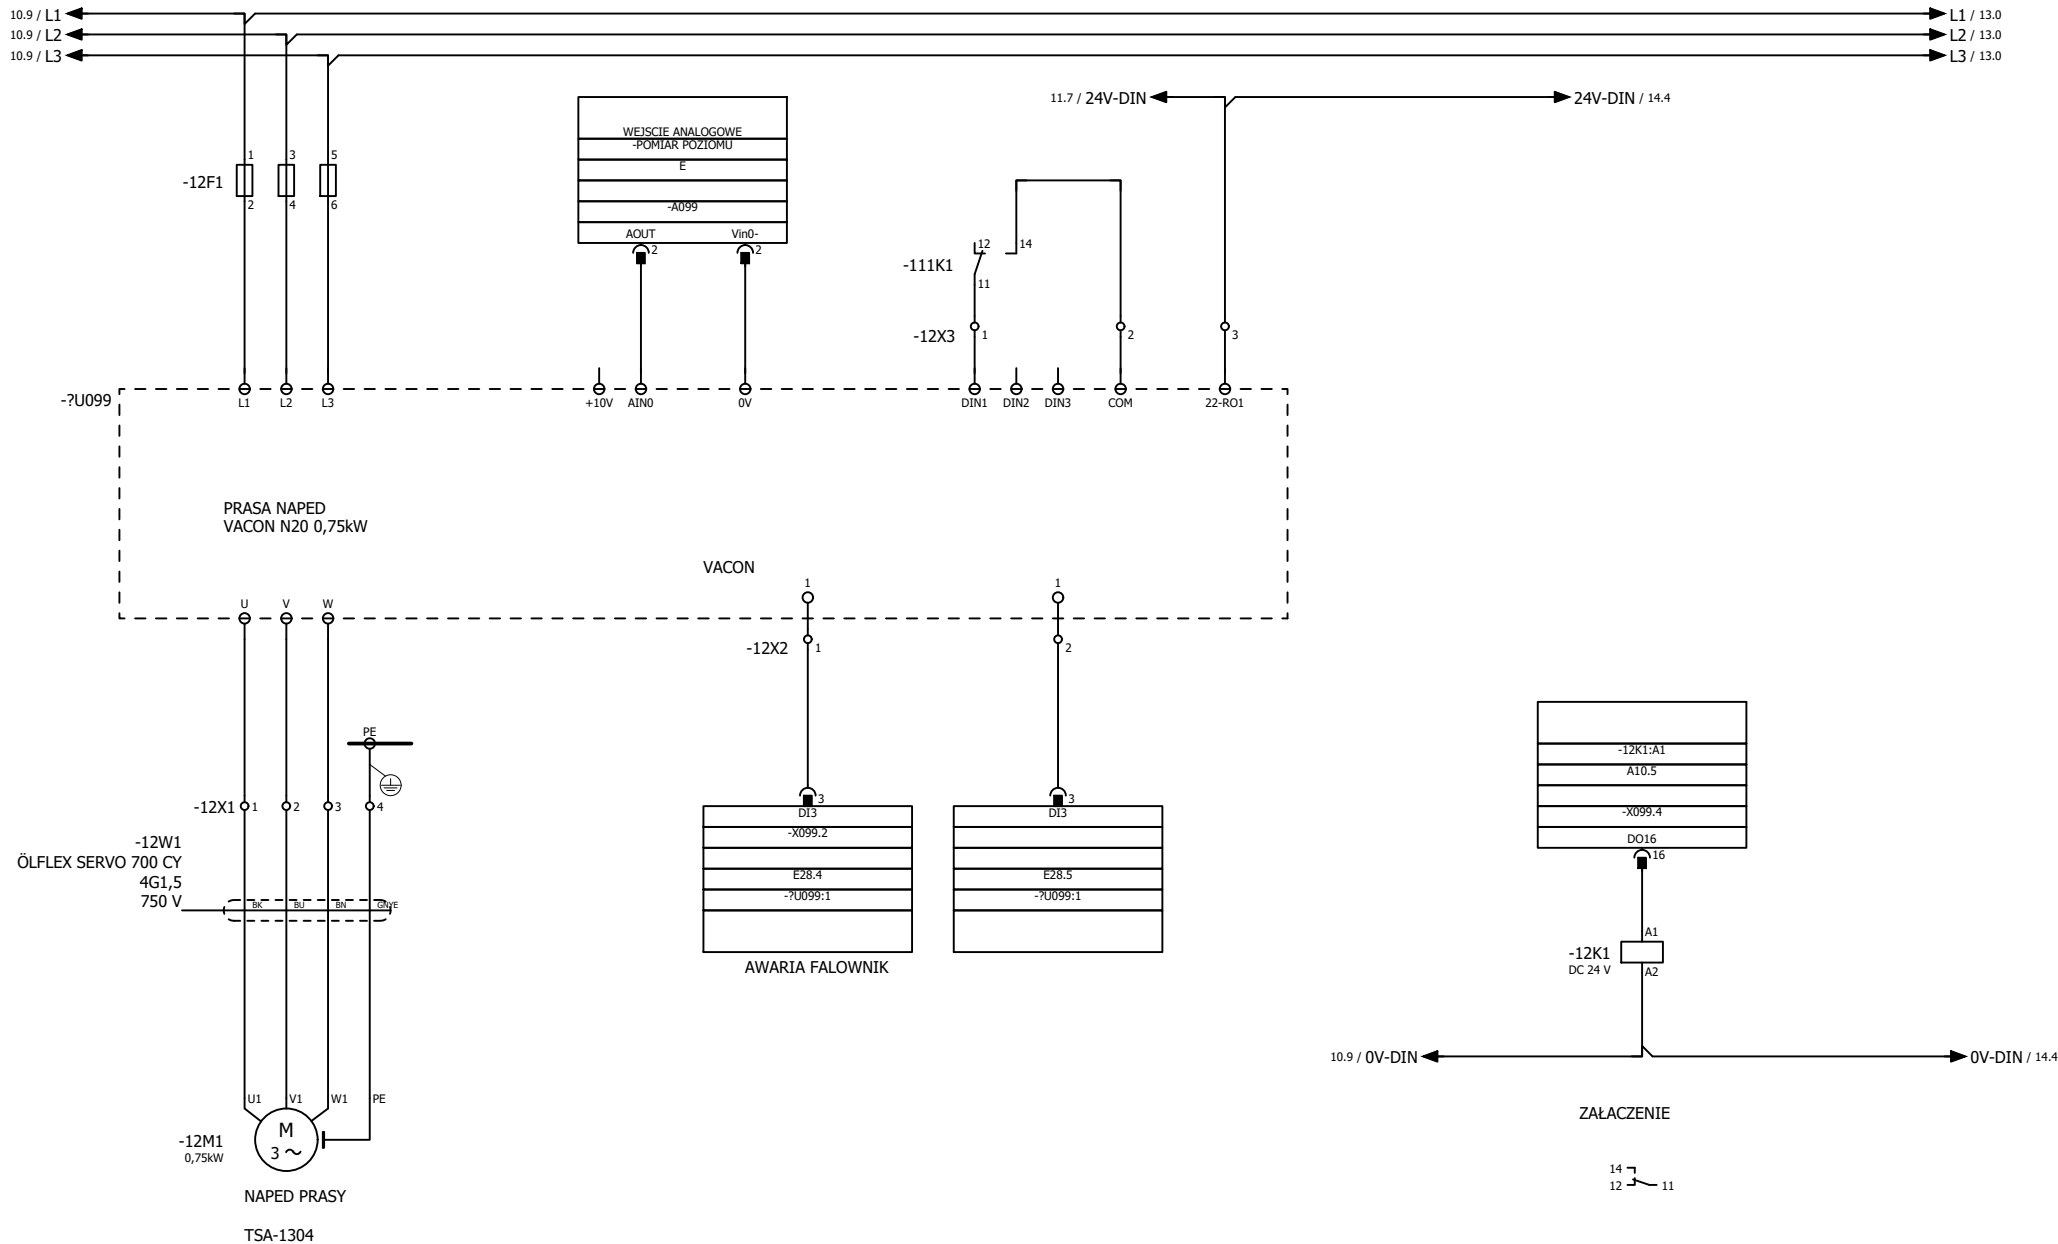 10.9 / L1
L1 / 13.0
10.9 / L2
L2 / 13.0
10.9 / L3
L3 / 13.0
11.7 / 24V-DIN
24V-DIN / 14.4
WEJSCIE ANALOGOWE
-POMIAR POZIOMU
E
-A099
AOUT Vin0-
2 2
-12F1
1 3 5
2 4 6
-111K1
12 14
11
-12X3
1 2 3
-?U099
L1 L2 L3 +10V AIN0 0V DIN1 DIN2 DIN3 COM 22-RO1
PRASA NAPED
VACON N20 0,75kW
VACON
1 1
U V W
-12X2
1 2
PE
-12X1
1 2 3 4
-12W1
ÖLFLEX SERVO 700 CY
4G1,5
750 V
BK BU BN GNYE
3 3
DI3
-X099.2
E28.4
-?U099:1
AWARIA FALOWNIK
DI3
E28.5
-?U099:1
-12K1:A1
A10.5
-X099.4
DO16
16
A1
-12K1
DC 24 V
A2
10.9 / 0V-DIN
0V-DIN / 14.4
ZAŁACZENIE
14
12 11
U1 V1 W1 PE
M
3 ~
-12M1
0,75kW
NAPED PRASY
TSA-1304